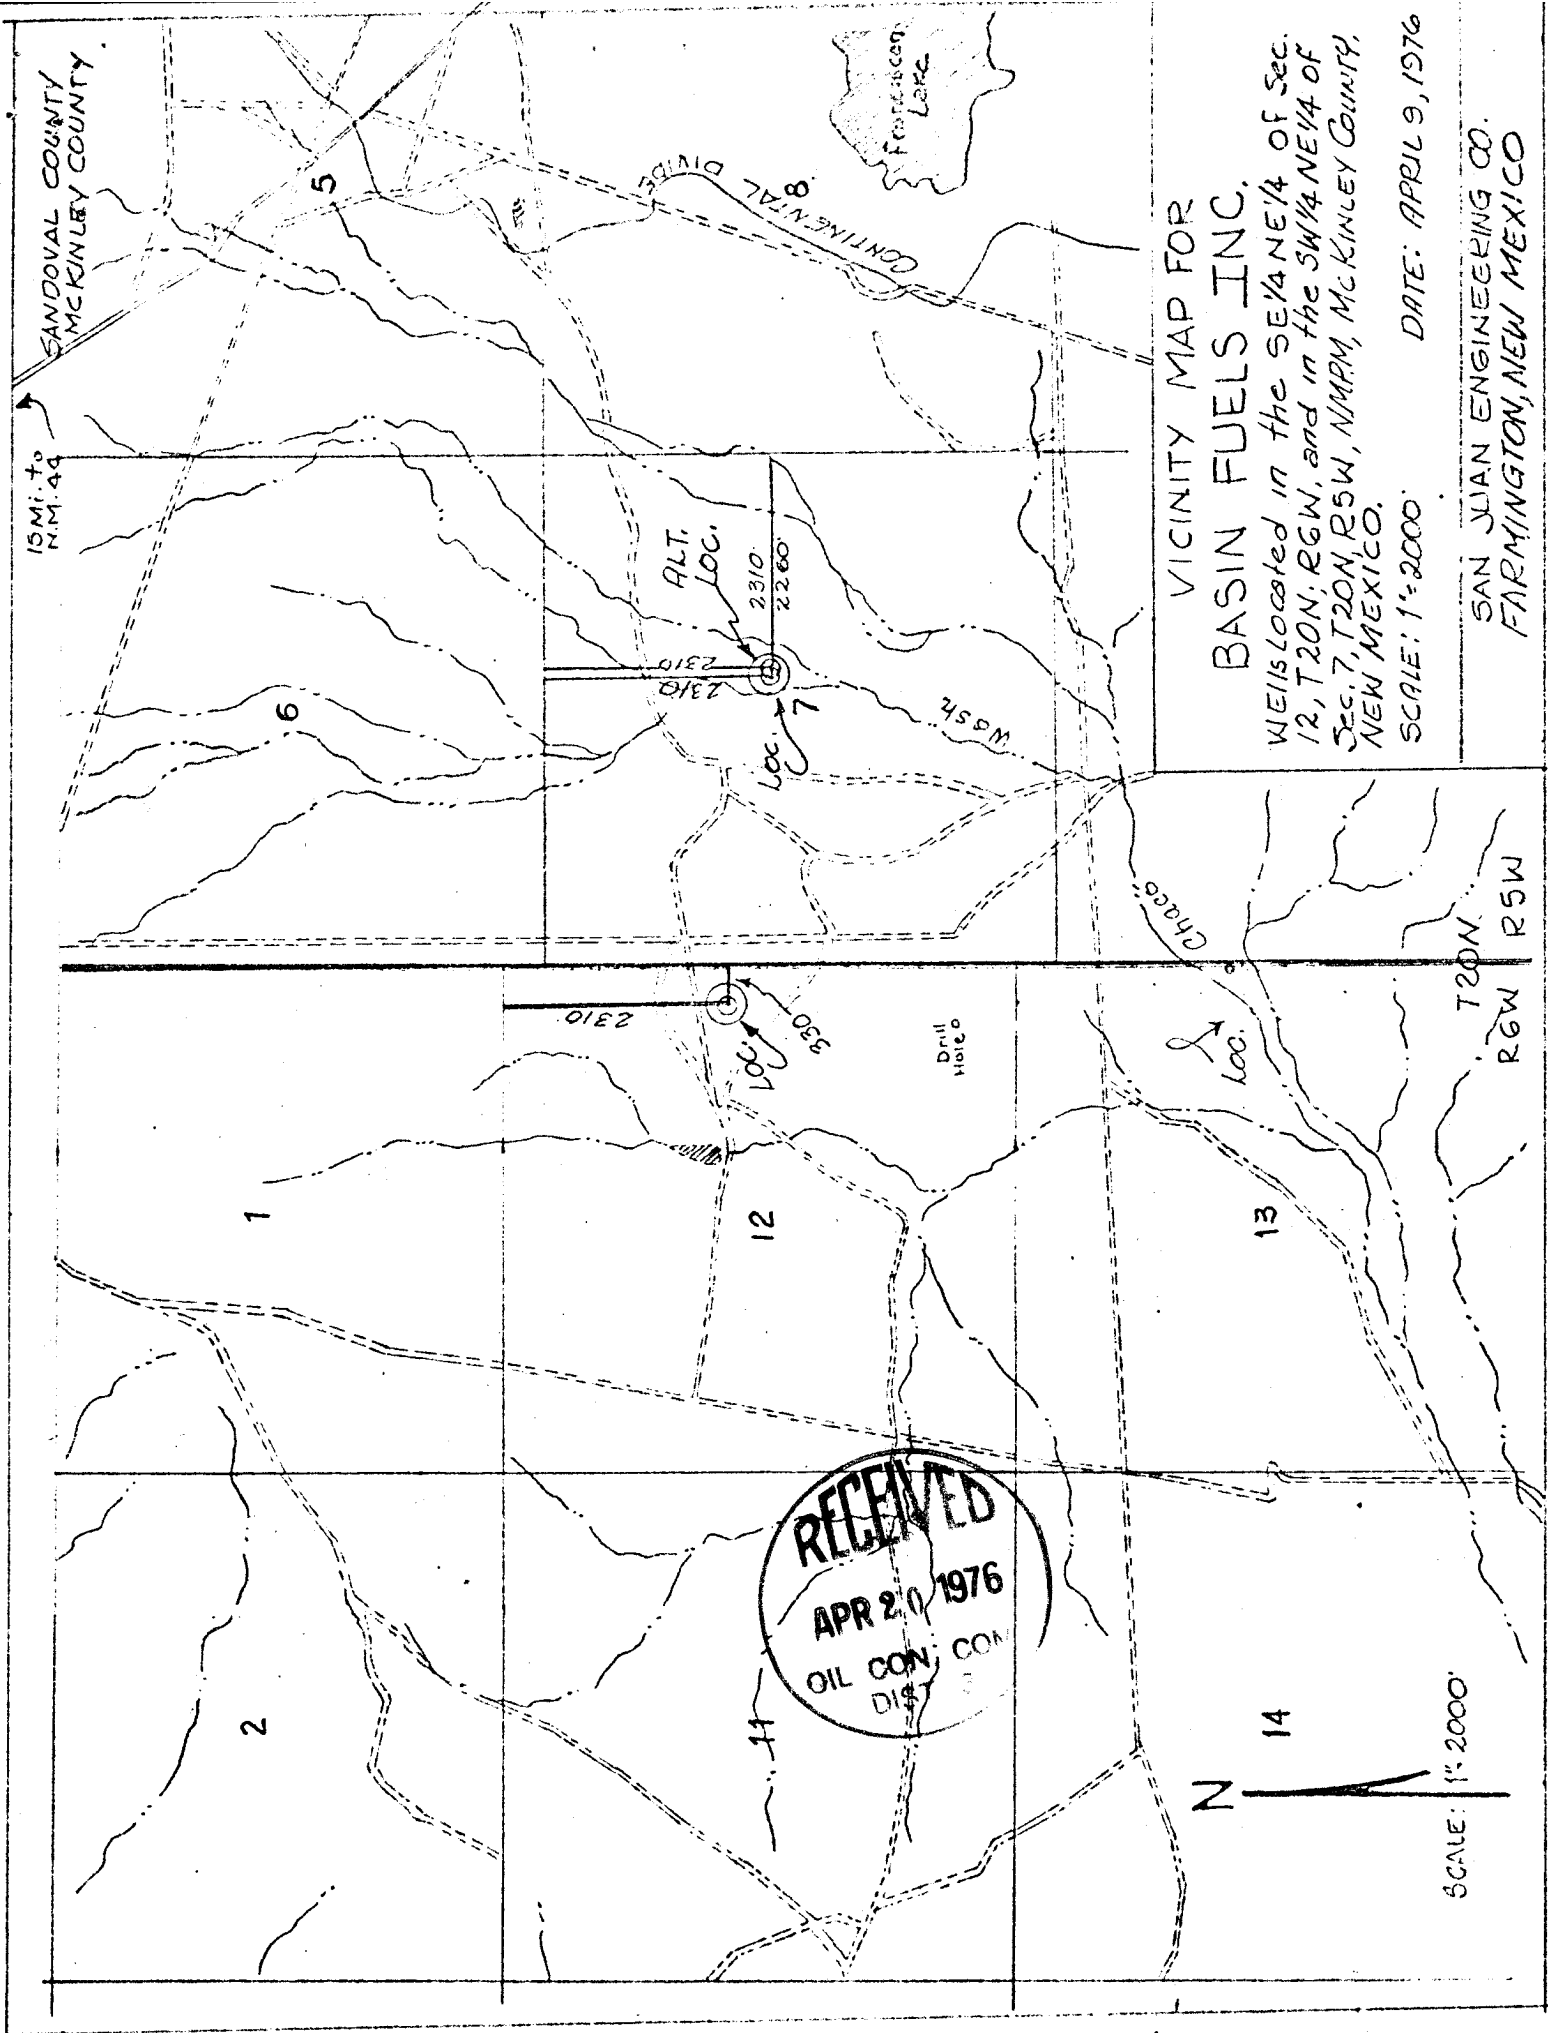 SANDOVAL COUNTY
MCKINLEY COUNTY
15 Mi. to
N.M. 44
5
6
1
2
CONTINENTAL DIVIDE
8
Lake
ALT.
LOC.
2310
2310
2310
2260
LOC.
7
Wash
2310
LOC.
330
12
11
Drill
Hole
Chaco
LOC.
13
14
T20N.
R6W R5W
N
SCALE: 1"=2000'
RECEIVED
APR 20 1976
OIL CON. COM
DIST. 3
VICINITY MAP FOR
BASIN FUELS INC.
Wells Located in the SE1/4 NE1/4 of Sec.
12, T20N, R6W, and in the SW1/4 NE1/4 OF
Sec. 7, T20N, R5W, NMPM, McKINLEY COUNTY,
NEW MEXICO.
SCALE: 1"=2000' DATE: APRIL 9, 1976
SAN JUAN ENGINEERING CO.
FARMINGTON, NEW MEXICO